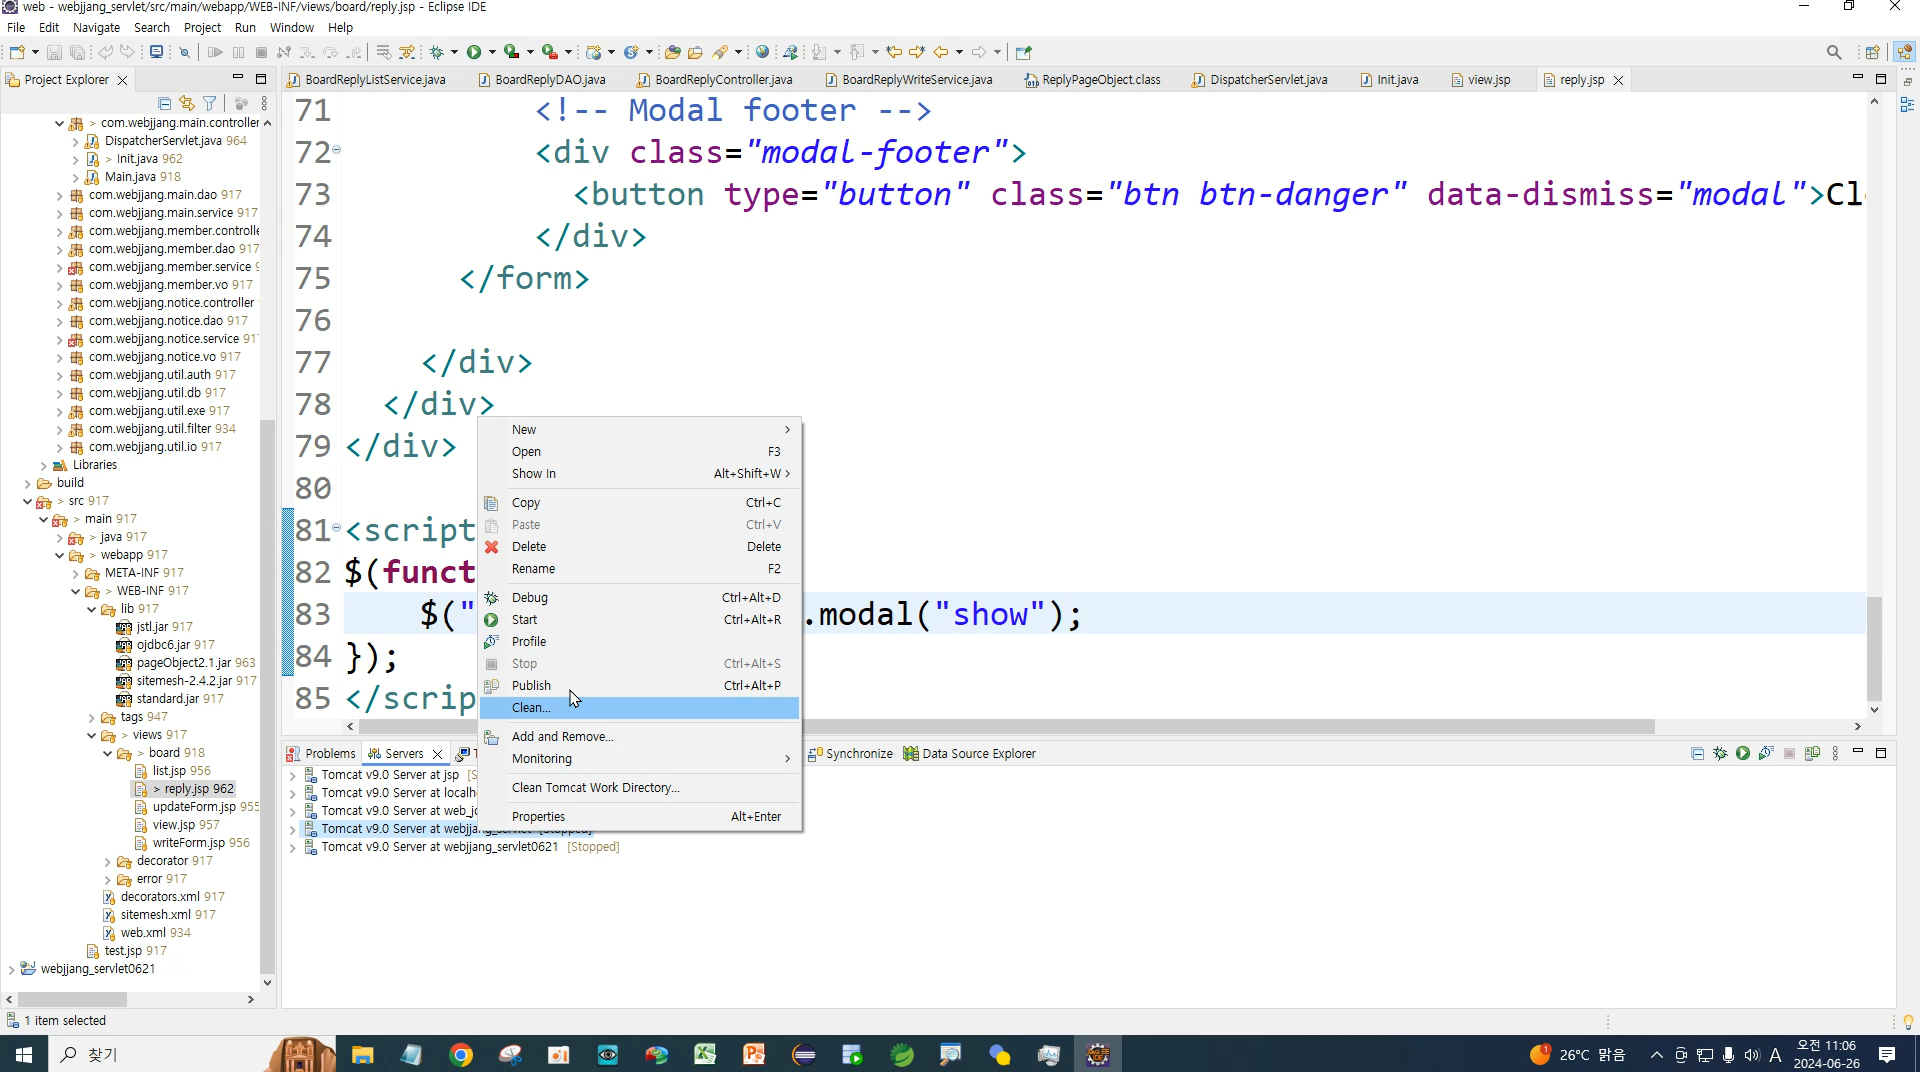 web - webjjang_servlet/src/main/webapp/WEB-INF/views/board/reply.jsp - Eclipse IDE
File Edit Navigate Search Project Run Window Help
Project Explorer
BoardReplyListService.java BoardReplyDAO.java BoardReplyController.java BoardReplyWriteService.java ReplyPageObject.class DispatcherServlet.java Init.java view.jsp reply.jsp
> com.webjjang.main.controller
DispatcherServlet.java 964
> Init.java 962
Main.java 918
com.webjjang.main.dao 917
com.webjjang.main.service 917
com.webjjang.member.controlle
com.webjjang.member.dao 917
com.webjjang.member.service 9
com.webjjang.member.vo 917
com.webjjang.notice.controller
com.webjjang.notice.dao 917
com.webjjang.notice.service 91
com.webjjang.notice.vo 917
com.webjjang.util.auth 917
com.webjjang.util.db 917
com.webjjang.util.exe 917
com.webjjang.util.filter 934
com.webjjang.util.io 917
Libraries
build
> src 917
> main 917
> java 917
> webapp 917
META-INF 917
> WEB-INF 917
lib 917
jstl.jar 917
ojdbc6.jar 917
pageObject2.1.jar 963
sitemesh-2.4.2.jar 917
standard.jar 917
tags 947
> views 917
> board 918
list.jsp 956
> reply.jsp 962
updateForm.jsp 955
view.jsp 957
writeForm.jsp 956
decorator 917
error 917
decorators.xml 917
sitemesh.xml 917
web.xml 934
test.jsp 917
webjjang_servlet0621
71 <!-- Modal footer -->
72 <div class="modal-footer">
73 <button type="button" class="btn btn-danger" data-dismiss="modal">Cl
74 </div>
75 </form>
76
77 </div>
78 </div>
79 </div>
80
81 <script
82 $(funct
83 $(" .modal("show");
84 });
85 </scrip
New
Open F3
Show In Alt+Shift+W >
Copy Ctrl+C
Paste Ctrl+V
Delete Delete
Rename F2
Debug Ctrl+Alt+D
Start Ctrl+Alt+R
Profile
Stop Ctrl+Alt+S
Publish Ctrl+Alt+P
Clean...
Add and Remove...
Monitoring
Clean Tomcat Work Directory...
Properties Alt+Enter
Problems Servers Synchronize Data Source Explorer
Tomcat v9.0 Server at jsp [S
Tomcat v9.0 Server at localh
Tomcat v9.0 Server at web_jo
Tomcat v9.0 Server at webjjang_servlet [Stopped]
Tomcat v9.0 Server at webjjang_servlet0621 [Stopped]
1 item selected
찾기
26°C 맑음
A
오전 11:06
2024-06-26